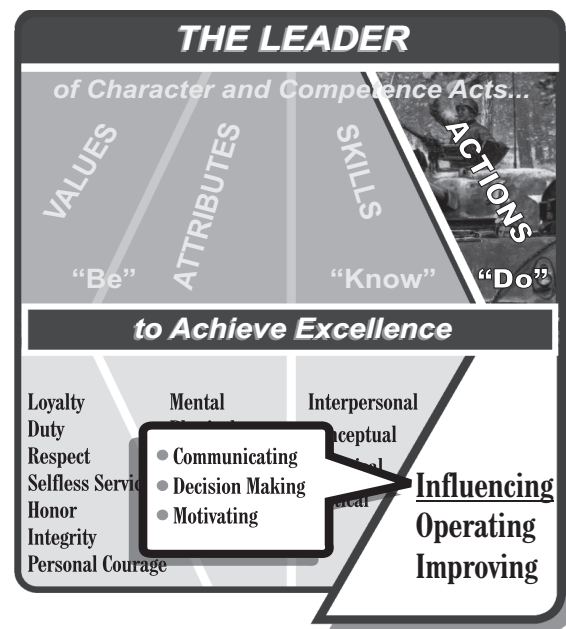 THE LEADER
of Character and Competence Acts...
VALUES
ATTRIBUTES
SKILLS
ACTIONS
“Be”
“Know”
“Do”
to Achieve Excellence
Loyalty
Duty
Respect
Selfless
Honor
Integrity
Personal Courage
Mental
Interpersonal
Communicating
Decision Making
Motivating
Influencing
Operating
Improving